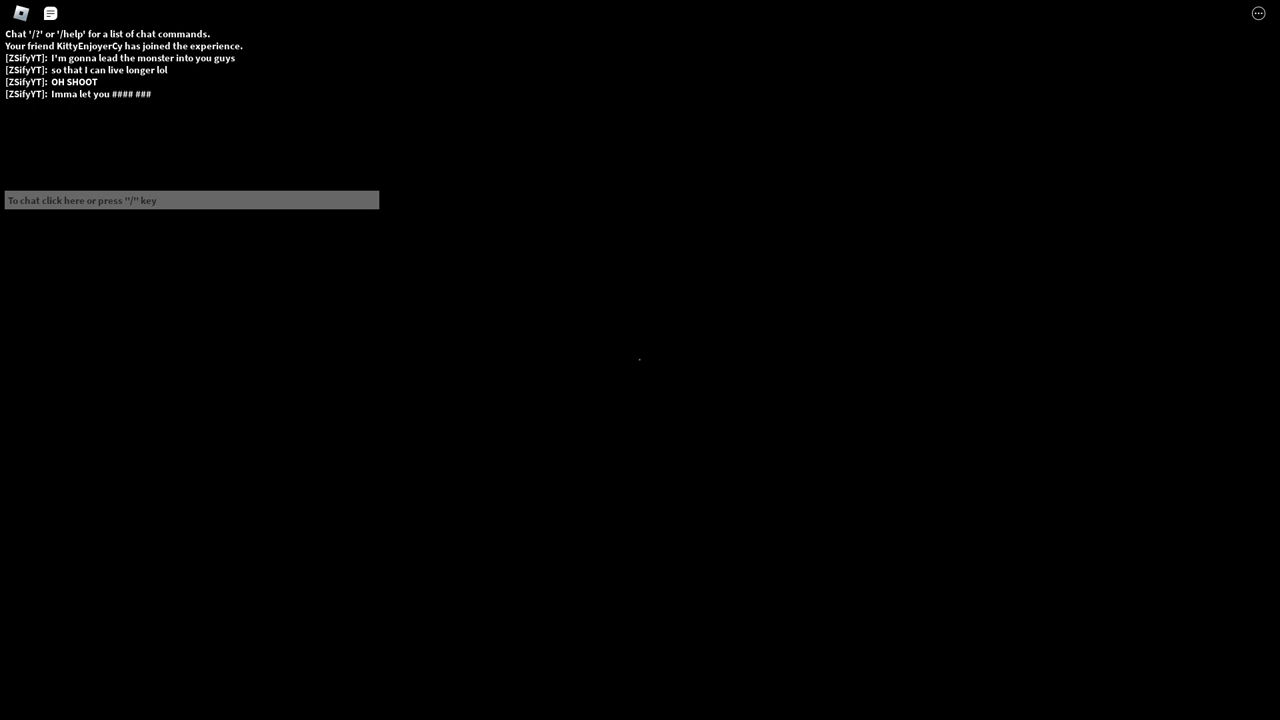 Chat '/?' or '/help' for a list of chat commands.
Your friend KittyEnjoyerCy has joined the experience.
[ZSifyYT]: I'm gonna lead the monster into you guys
[ZSifyYT]: so that I can live longer lol
[ZSifyYT]: OH SHOOT
[ZSifyYT]: Imma let you #### ###
To chat click here or press "/" key